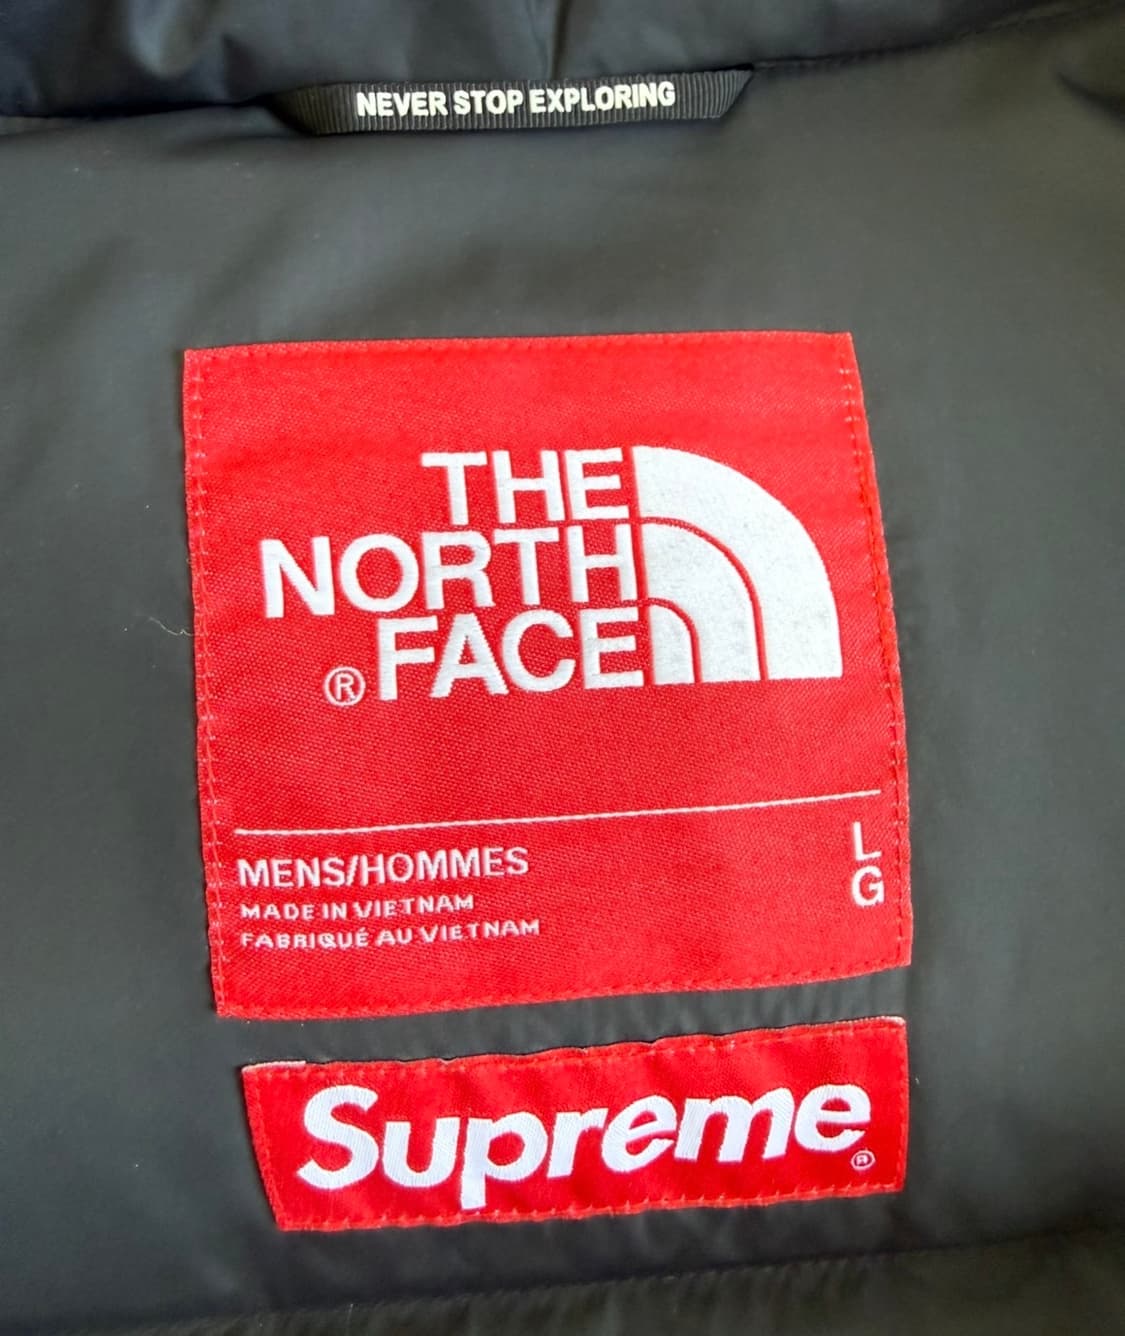 NEVER STOP EXPLORING
THE
NORTH
®FACE
MENS/HOMMES
MADE IN VIETNAM
FABRIQUÉ AU VIETNAM
L
G
Supreme®